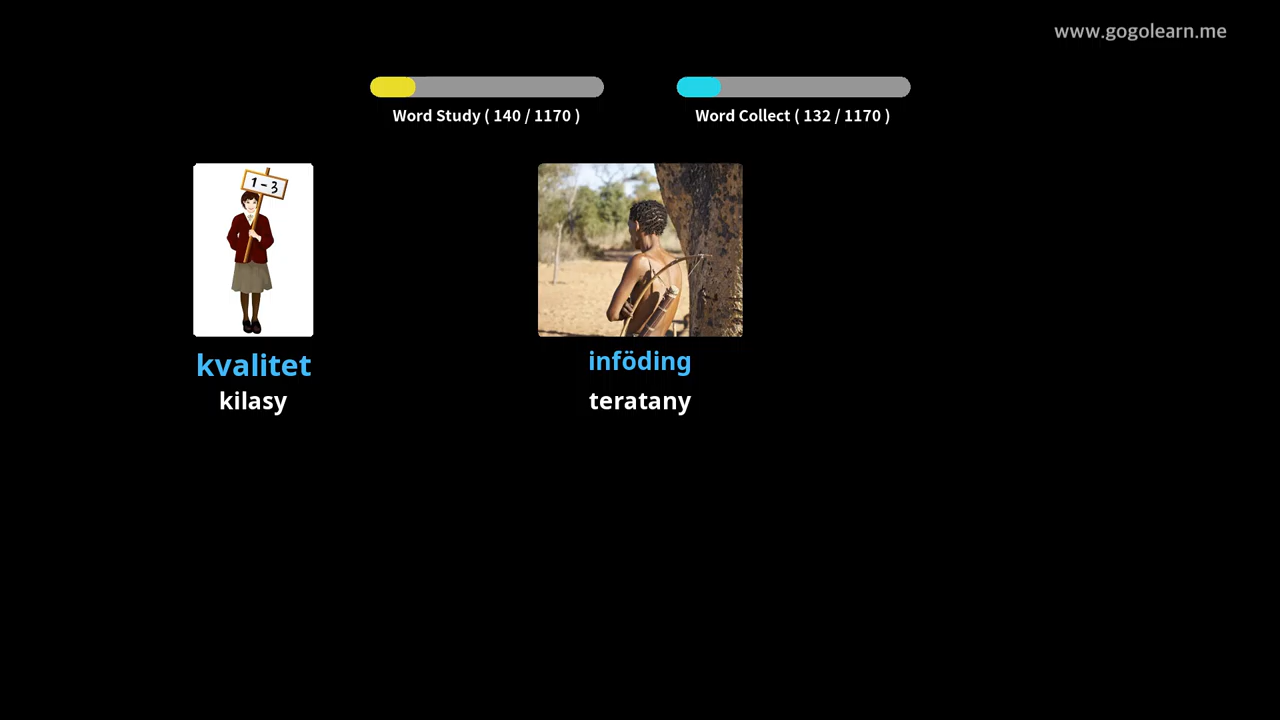 www.gogolearn.me
Word Study ( 140 / 1170 )
Word Collect ( 132 / 1170 )
1-3
kvalitet
kilasy
inföding
teratany